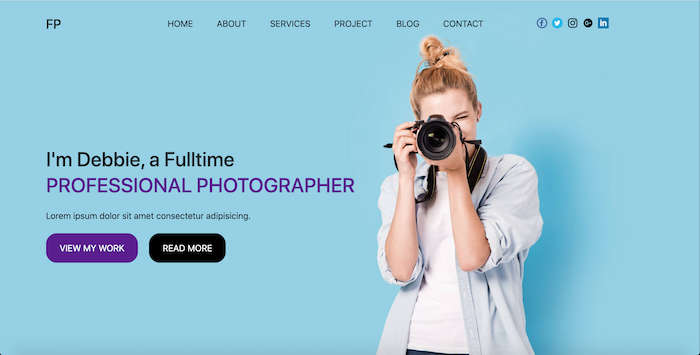 FP
HOME ABOUT SERVICES PROJECT BLOG CONTACT
I'm Debbie, a Fulltime
PROFESSIONAL PHOTOGRAPHER
Lorem ipsum dolor sit amet consectetur adipisicing.
VIEW MY WORK READ MORE